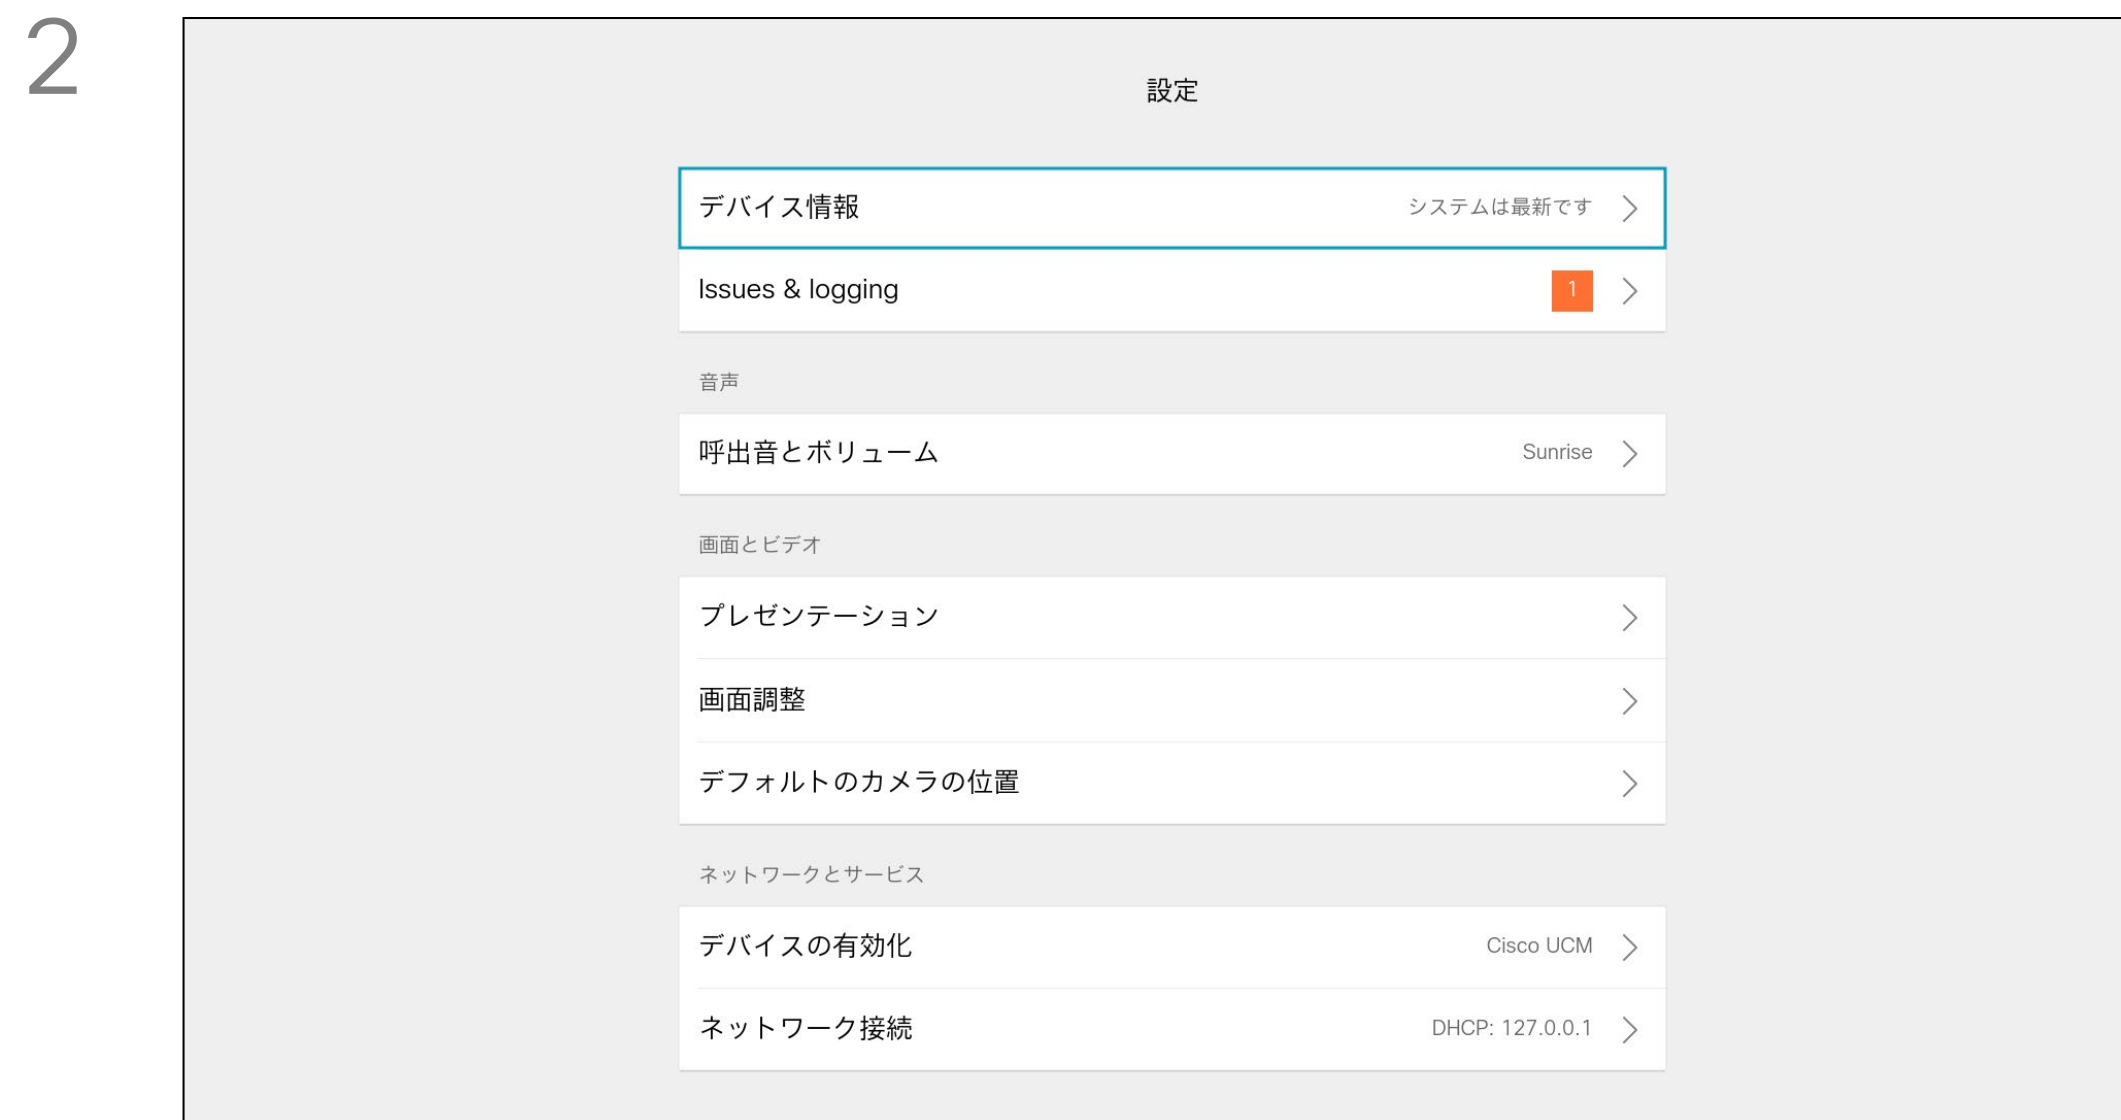 2
設定
デバイス情報 システムは最新です
Issues & logging 1
音声
呼出音とボリューム Sunrise
画面とビデオ
プレゼンテーション
画面調整
デフォルトのカメラの位置
ネットワークとサービス
デバイスの有効化 Cisco UCM
ネットワーク接続 DHCP: 127.0.0.1